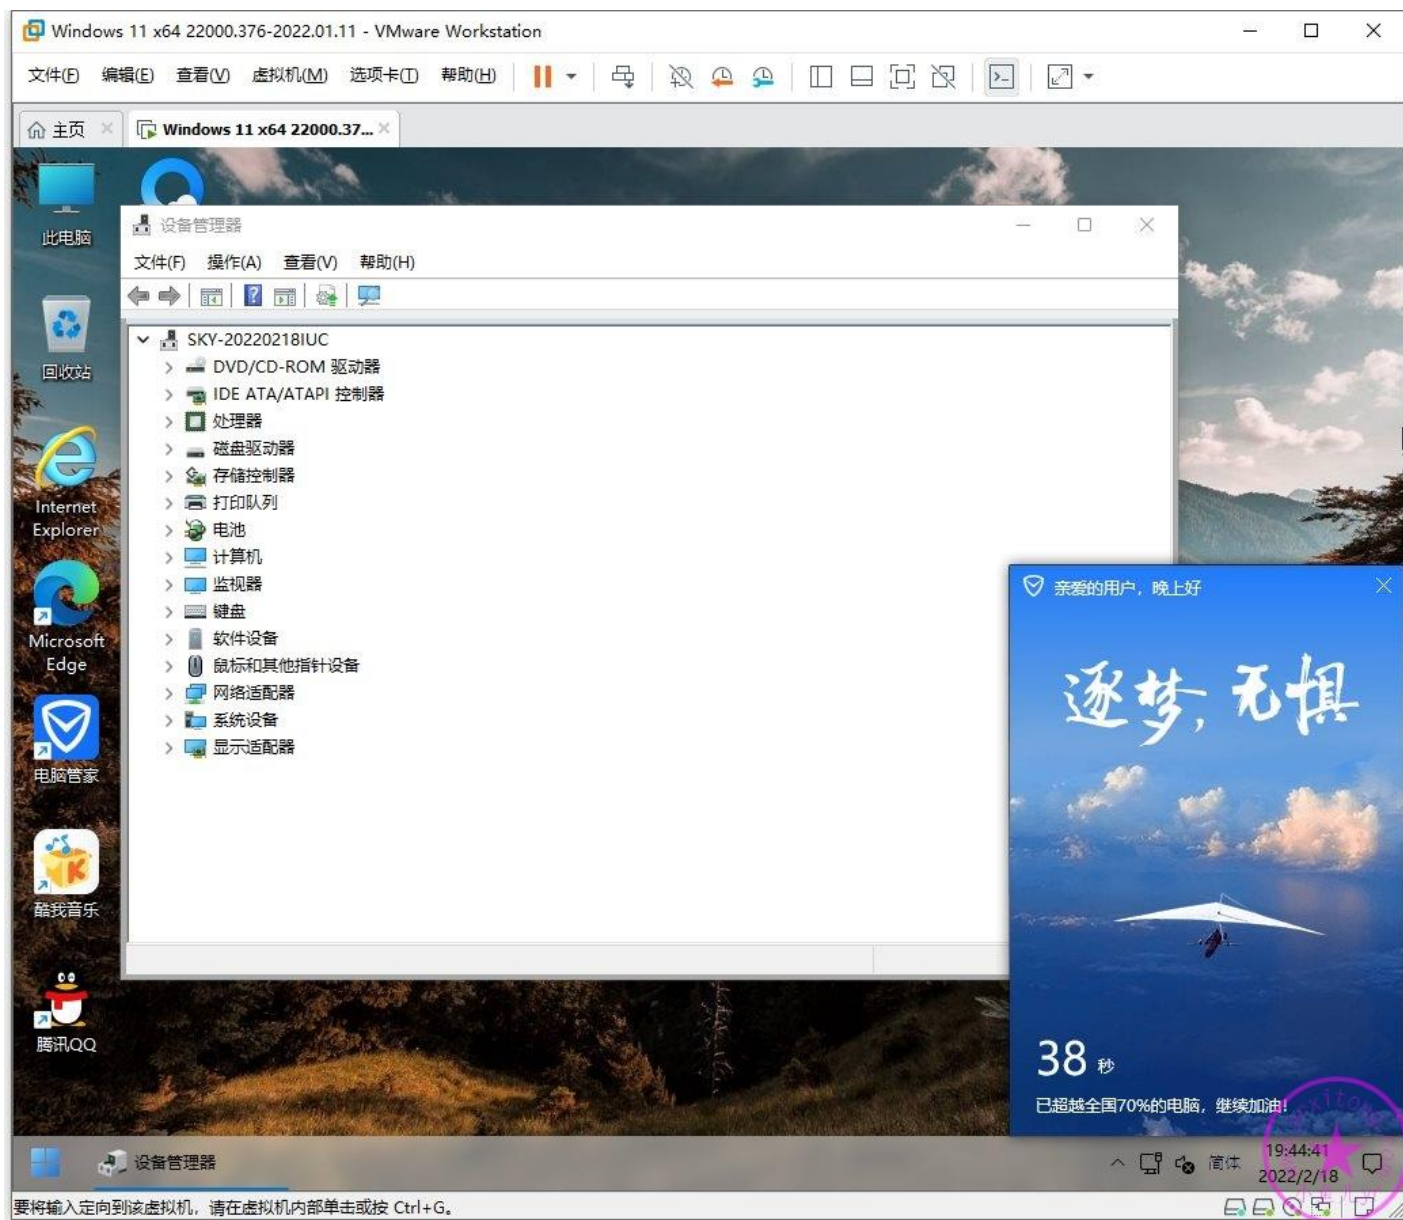 Windows 11 x64 22000.376-2022.01.11 - VMware Workstation
文件(F) 编辑(E) 查看(V) 虚拟机(M) 选项卡(T) 帮助(H)
主页 Windows 11 x64 22000.37...
此电脑
回收站
Internet
Explorer
Microsoft
Edge
电脑管家
酷我音乐
腾讯QQ
设备管理器
文件(F) 操作(A) 查看(V) 帮助(H)
SKY-20220218IUC
DVD/CD-ROM 驱动器
IDE ATA/ATAPI 控制器
处理器
磁盘驱动器
存储控制器
打印队列
电池
计算机
监视器
键盘
软件设备
鼠标和其他指针设备
网络适配器
系统设备
显示适配器
亲爱的用户，晚上好
逐梦，无惧
38 秒
已超越全国70%的电脑，继续加油!
设备管理器
简体
19:44:41
2022/2/18
要将输入定向到该虚拟机，请在虚拟机内部单击或按 Ctrl+G。